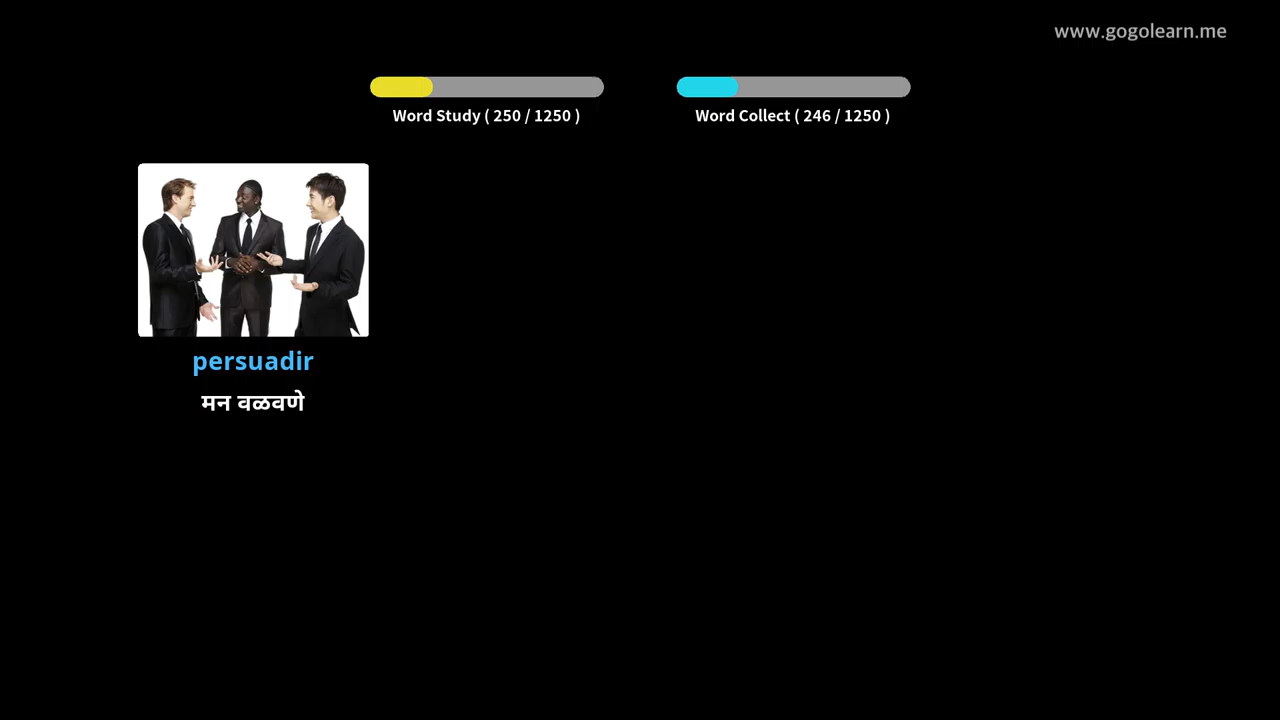 www.gogolearn.me
Word Study ( 250 / 1250 )
Word Collect ( 246 / 1250 )
persuadir
मन वळवणे